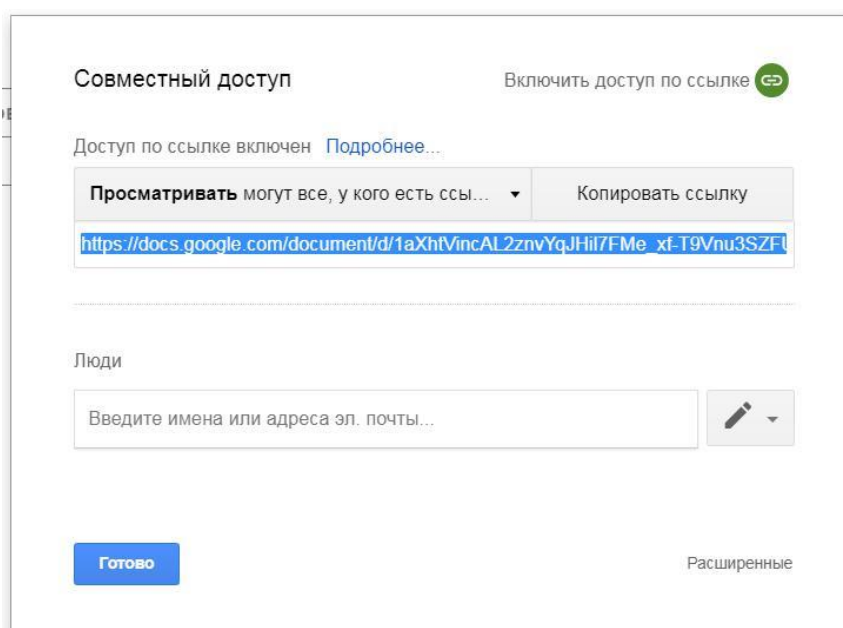 Совместный доступ
Включить доступ по ссылке
Доступ по ссылке включен Подробнее...
Просматривать могут все, у кого есть ссы... Копировать ссылку
https://docs.google.com/document/d/1aXhtVincAL2znvYqJHil7FMe_xf-T9Vnu3SZFU
Люди
Введите имена или адреса эл. почты...
Готово
Расширенные